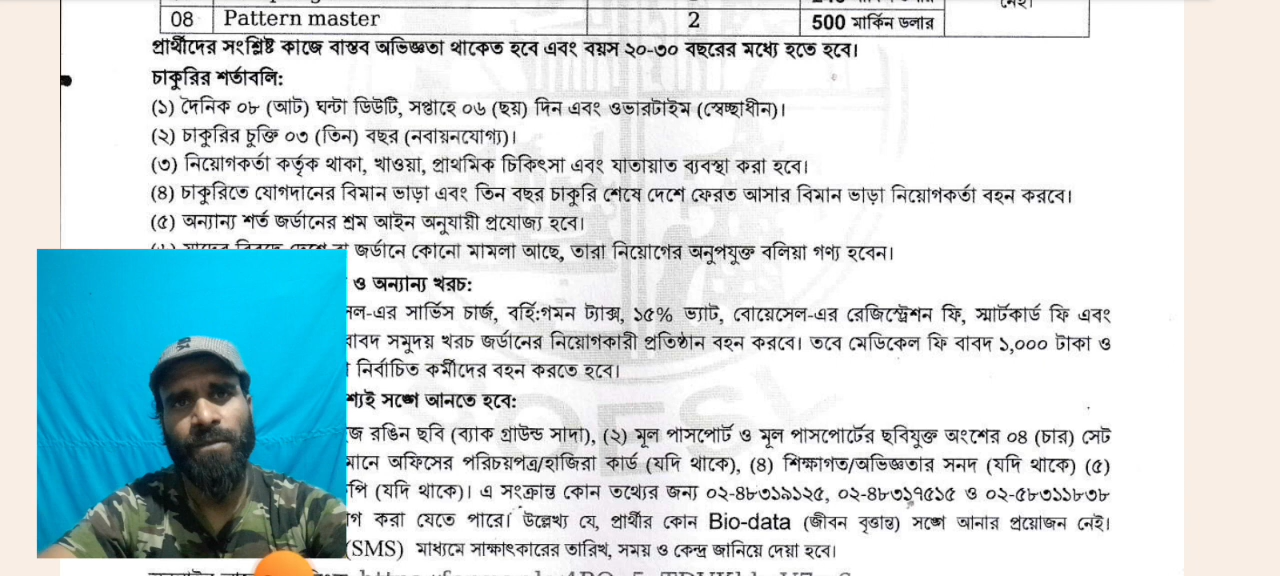 08 Pattern master 2 500 মার্কিন ডলার
প্রার্থীদের সংশ্লিষ্ট কাজে বাস্তব অভিজ্ঞতা থাকেত হবে এবং বয়স ২০-৩০ বছরের মধ্যে হতে হবে।
চাকুরির শর্তাবলি:
(১) দৈনিক ০৮ (আট) ঘন্টা ডিউটি, সপ্তাহে ০৬ (ছয়) দিন এবং ওভারটাইম (স্বেচ্ছাধীন)।
(২) চাকুরির চুক্তি ০৩ (তিন) বছর (নবায়নযোগ্য)।
(৩) নিয়োগকর্তা কর্তৃক থাকা, খাওয়া, প্রাথমিক চিকিৎসা এবং যাতায়াত ব্যবস্থা করা হবে।
(৪) চাকুরিতে যোগদানের বিমান ভাড়া এবং তিন বছর চাকুরি শেষে দেশে ফেরত আসার বিমান ভাড়া নিয়োগকর্তা বহন করবে।
(৫) অন্যান্য শর্ত জর্ডানের শ্রম আইন অনুযায়ী প্রযোজ্য হবে।
জর্ডানে কোনো মামলা আছে, তারা নিয়োগের অনুপযুক্ত বলিয়া গণ্য হবেন।
ও অন্যান্য খরচ:
সল-এর সার্ভিস চার্জ, বর্হি:গমন ট্যাক্স, ১৫% ভ্যাট, বোয়েসেল-এর রেজিস্ট্রেশন ফি, স্মার্টকার্ড ফি এবং
বাবদ সমুদয় খরচ জর্ডানের নিয়োগকারী প্রতিষ্ঠান বহন করবে। তবে মেডিকেল ফি বাবদ ১,০০০ টাকা ও
নির্বাচিত কর্মীদের বহন করতে হবে।
শ্যই সঙ্গে আনতে হবে:
জ রঙিন ছবি (ব্যাক গ্রাউন্ড সাদা), (২) মূল পাসপোর্ট ও মূল পাসপোর্টের ছবিযুক্ত অংশের ০৪ (চার) সেট
মানে অফিসের পরিচয়পত্র/হাজিরা কার্ড (যদি থাকে), (৪) শিক্ষাগত/অভিজ্ঞতার সনদ (যদি থাকে) (৫)
পি (যদি থাকে)। এ সংক্রান্ত কোন তথ্যের জন্য ০২-৪৮৩১৯১২৫, ০২-৪৮৩১৭৫১৫ ও ০২-৫৮৩১১৮৩৮
গ করা যেতে পারে। উল্লেখ্য যে, প্রার্থীর কোন Bio-data (জীবন বৃত্তান্ত) সঙ্গে আনার প্রয়োজন নেই।
(SMS) মাধ্যমে সাক্ষাৎকারের তারিখ, সময় ও কেন্দ্র জানিয়ে দেয়া হবে।